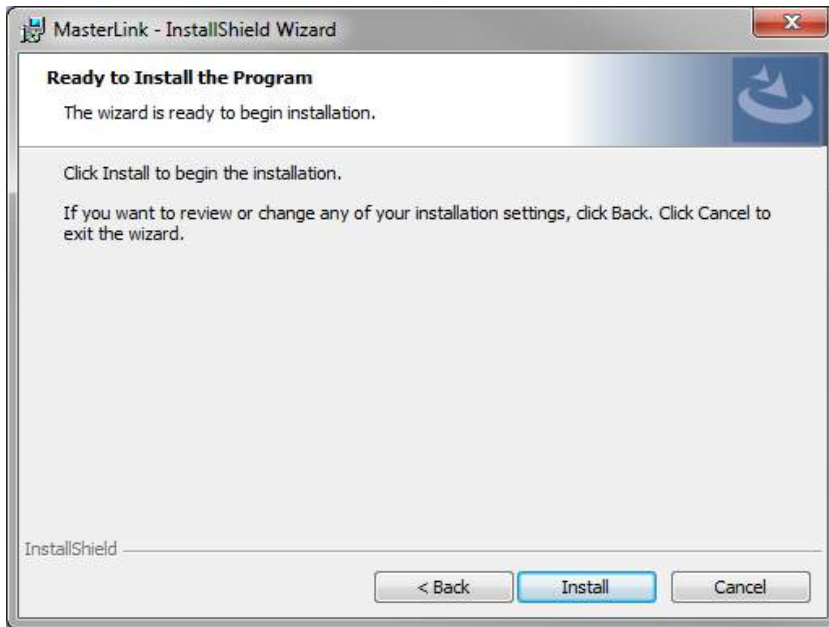 MasterLink - InstallShield Wizard
Ready to Install the Program
The wizard is ready to begin installation.
Click Install to begin the installation.
If you want to review or change any of your installation settings, click Back. Click Cancel to
exit the wizard.
InstallShield
< Back
Install
Cancel